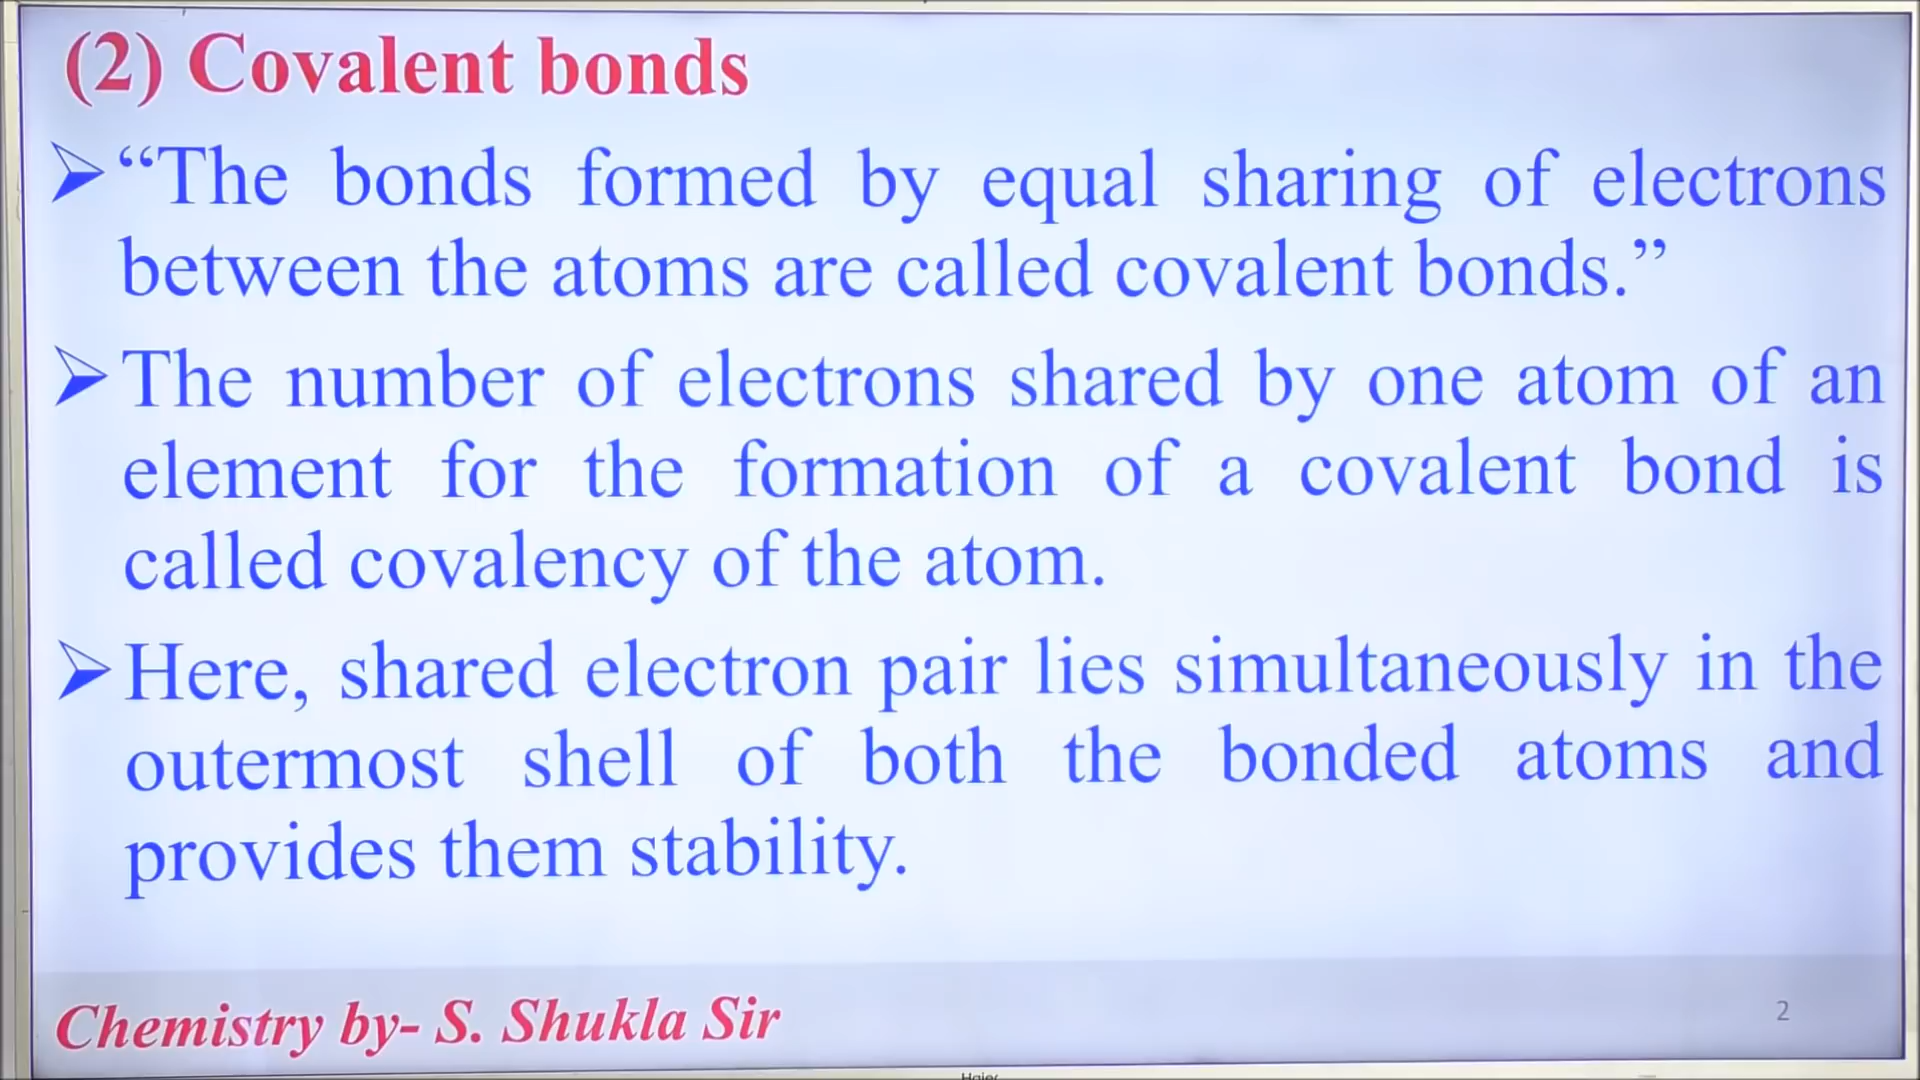 (2) Covalent bonds
➢“The bonds formed by equal sharing of electrons
between the atoms are called covalent bonds.”
➢The number of electrons shared by one atom of an
element for the formation of a covalent bond is
called covalency of the atom.
➢Here, shared electron pair lies simultaneously in the
outermost shell of both the bonded atoms and
provides them stability.
Chemistry by- S. Shukla Sir
2
Haier